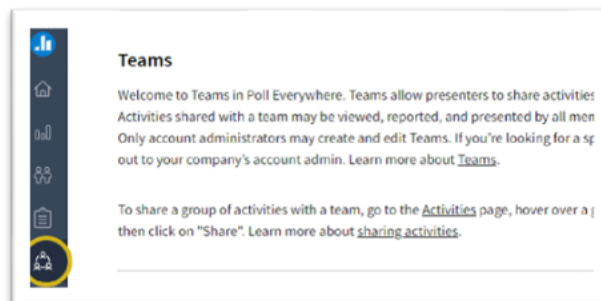 Teams
Welcome to Teams in Poll Everywhere. Teams allow presenters to share activities
Activities shared with a team may be viewed, reported, and presented by all
Only account administrators may create and edit Teams. If you're looking for a
out to your company's account admin. Learn more about Teams.
To share a group of activities with a team, go to the Activities page, hover over a
then click on "Share". Learn more about sharing activities.